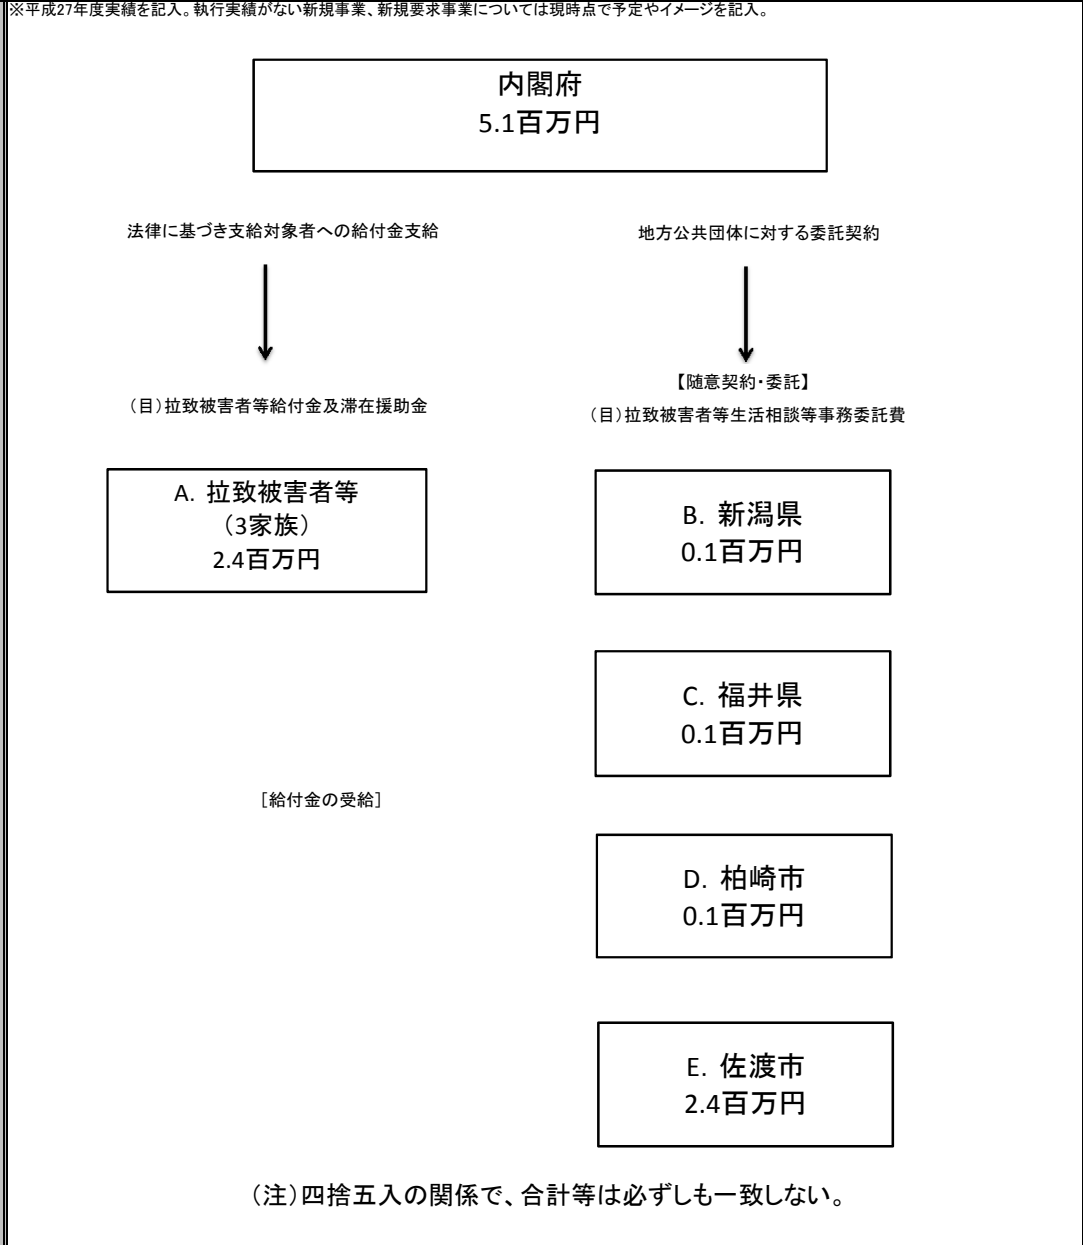 ※平成27年度実績を記入。執行実績がない新規事業、新規要求事業については現時点で予定やイメージを記入。
内閣府
5.1百万円
法律に基づき支給対象者への給付金支給
地方公共団体に対する委託契約
【随意契約・委託】
（目）拉致被害者等給付金及滞在援助金
（目）拉致被害者等生活相談等事務委託費
A. 拉致被害者等
（3家族）
2.4百万円
B. 新潟県
0.1百万円
C. 福井県
0.1百万円
［給付金の受給］
D. 柏崎市
0.1百万円
E. 佐渡市
2.4百万円
（注）四捨五入の関係で、合計等は必ずしも一致しない。